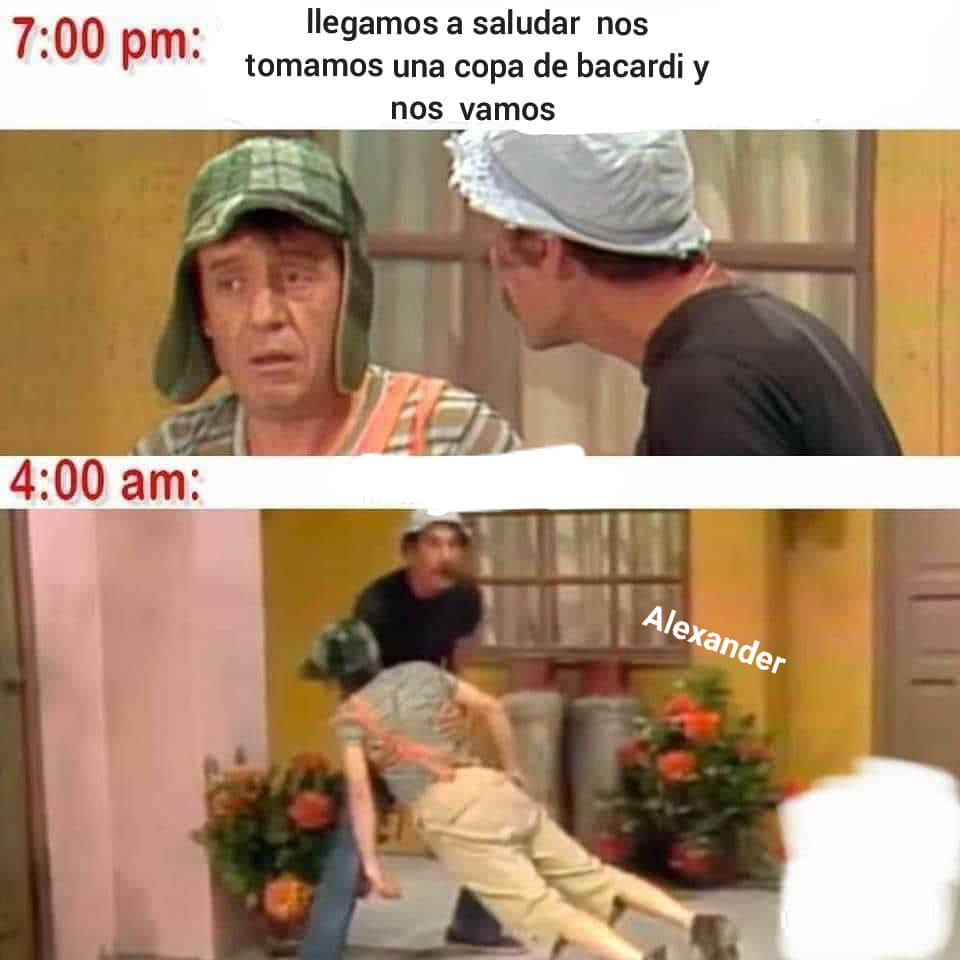 7:00 pm:
llegamos a saludar nos
tomamos una copa de bacardi y
nos vamos
4:00 am:
Alexander